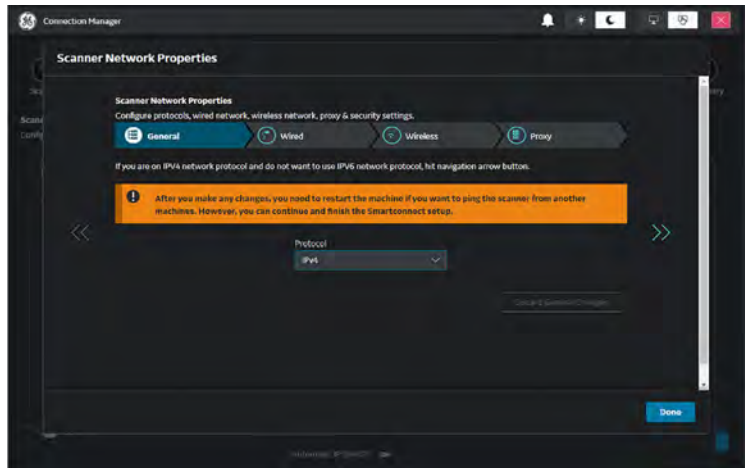 Connection Manager
Scanner Network Properties
Scanner Network Properties
Configure protocols, wired network, wireless network, proxy & security settings.
General
Wired
Wireless
Proxy
If you are on IPV4 network protocol and do not want to use IPV6 network protocol, hit navigation arrow button.
After you make any changes, you need to restart the machine if you want to ping the scanner from another
machines. However, you can continue and finish the Smartconnect setup.
Protocol
IPv4
Done